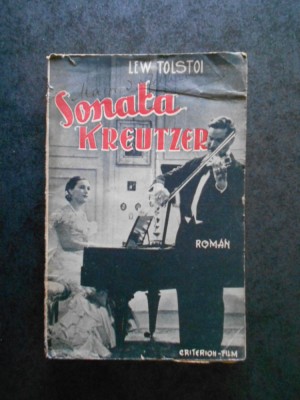 LEW TOLSTOI
Sonata
KREUTZER
ROMAN
CRITERION-FILM